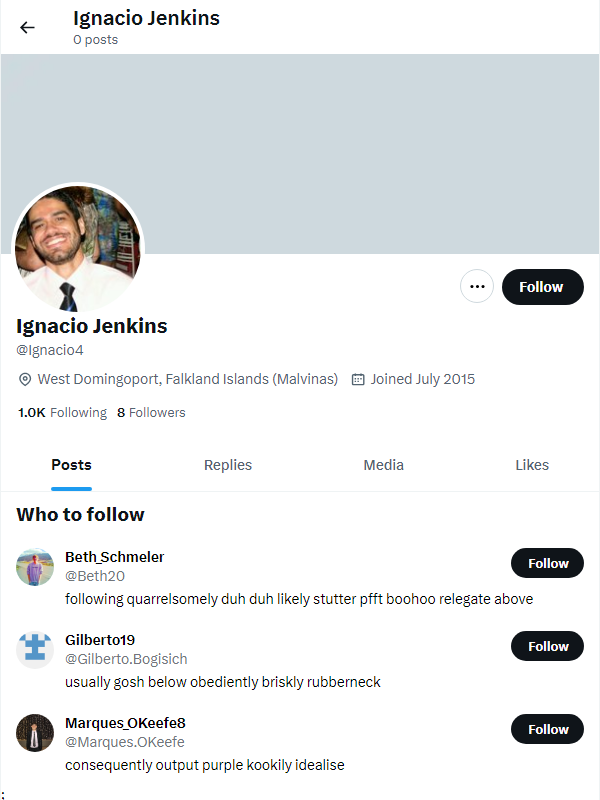 Ignacio Jenkins
0 posts
Follow
Ignacio Jenkins
@Ignacio4
West Domingoport, Falkland Islands (Malvinas) Joined July 2015
1.0K Following 8 Followers
Posts Replies Media Likes
Who to follow
Beth_Schmeler
@Beth20
Follow
following quarrelsomely duh duh likely stutter pfft boohoo relegate above
Gilberto19
@Gilberto.Bogisich
Follow
usually gosh below obediently briskly rubberneck
Marques_OKeefe8
@Marques.OKeefe
Follow
consequently output purple kookily idealise
;